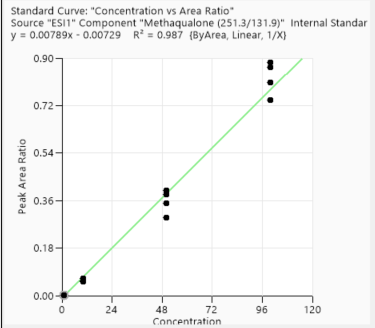 Standard Curve: "Concentration vs Area Ratio"
Source "ESI1" Component "Methaqualone (251.3/131.9)" Internal Standar
y = 0.00789x - 0.00729 R² = 0.987 {ByArea, Linear, 1/X}
Peak Area Ratio
0.90
0.72
0.54
0.36
0.18
0.00
0 24 48 72 96 120
Concentration